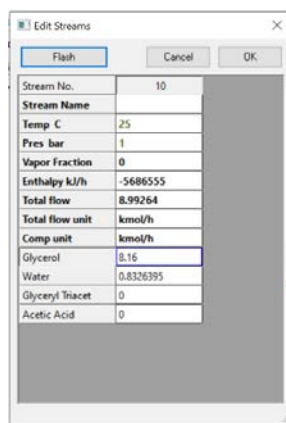 Edit Streams
Flash Cancel OK
Stream No. 10
Stream Name
Temp C 25
Pres bar 1
Vapor Fraction 0
Enthalpy kJ/h -5686555
Total flow 8.99264
Total flow unit kmol/h
Comp unit kmol/h
Glycerol 8.16
Water 0.8326395
Glyceryl Triacet 0
Acetic Acid 0